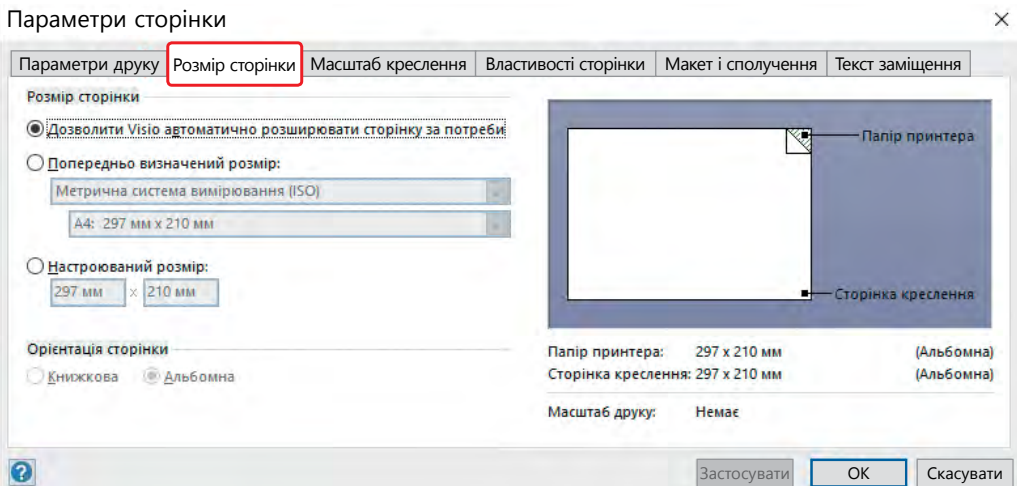 Параметри сторінки
Параметри друку Розмір сторінки Масштаб креслення Властивості сторінки Макет і сполучення Текст заміщення
Розмір сторінки
Дозволити Visio автоматично розширювати сторінку за потреби
Попередньо визначений розмір:
Метрична система вимірювання (ISO)
A4: 297 мм x 210 мм
Настроюваний розмір:
297 мм x 210 мм
Орієнтація сторінки
Книжкова Альбомна
Папір принтера
Сторінка креслення
Папір принтера: 297 x 210 мм (Альбомна)
Сторінка креслення: 297 x 210 мм (Альбомна)
Масштаб друку: Немає
? Застосувати ОК Скасувати